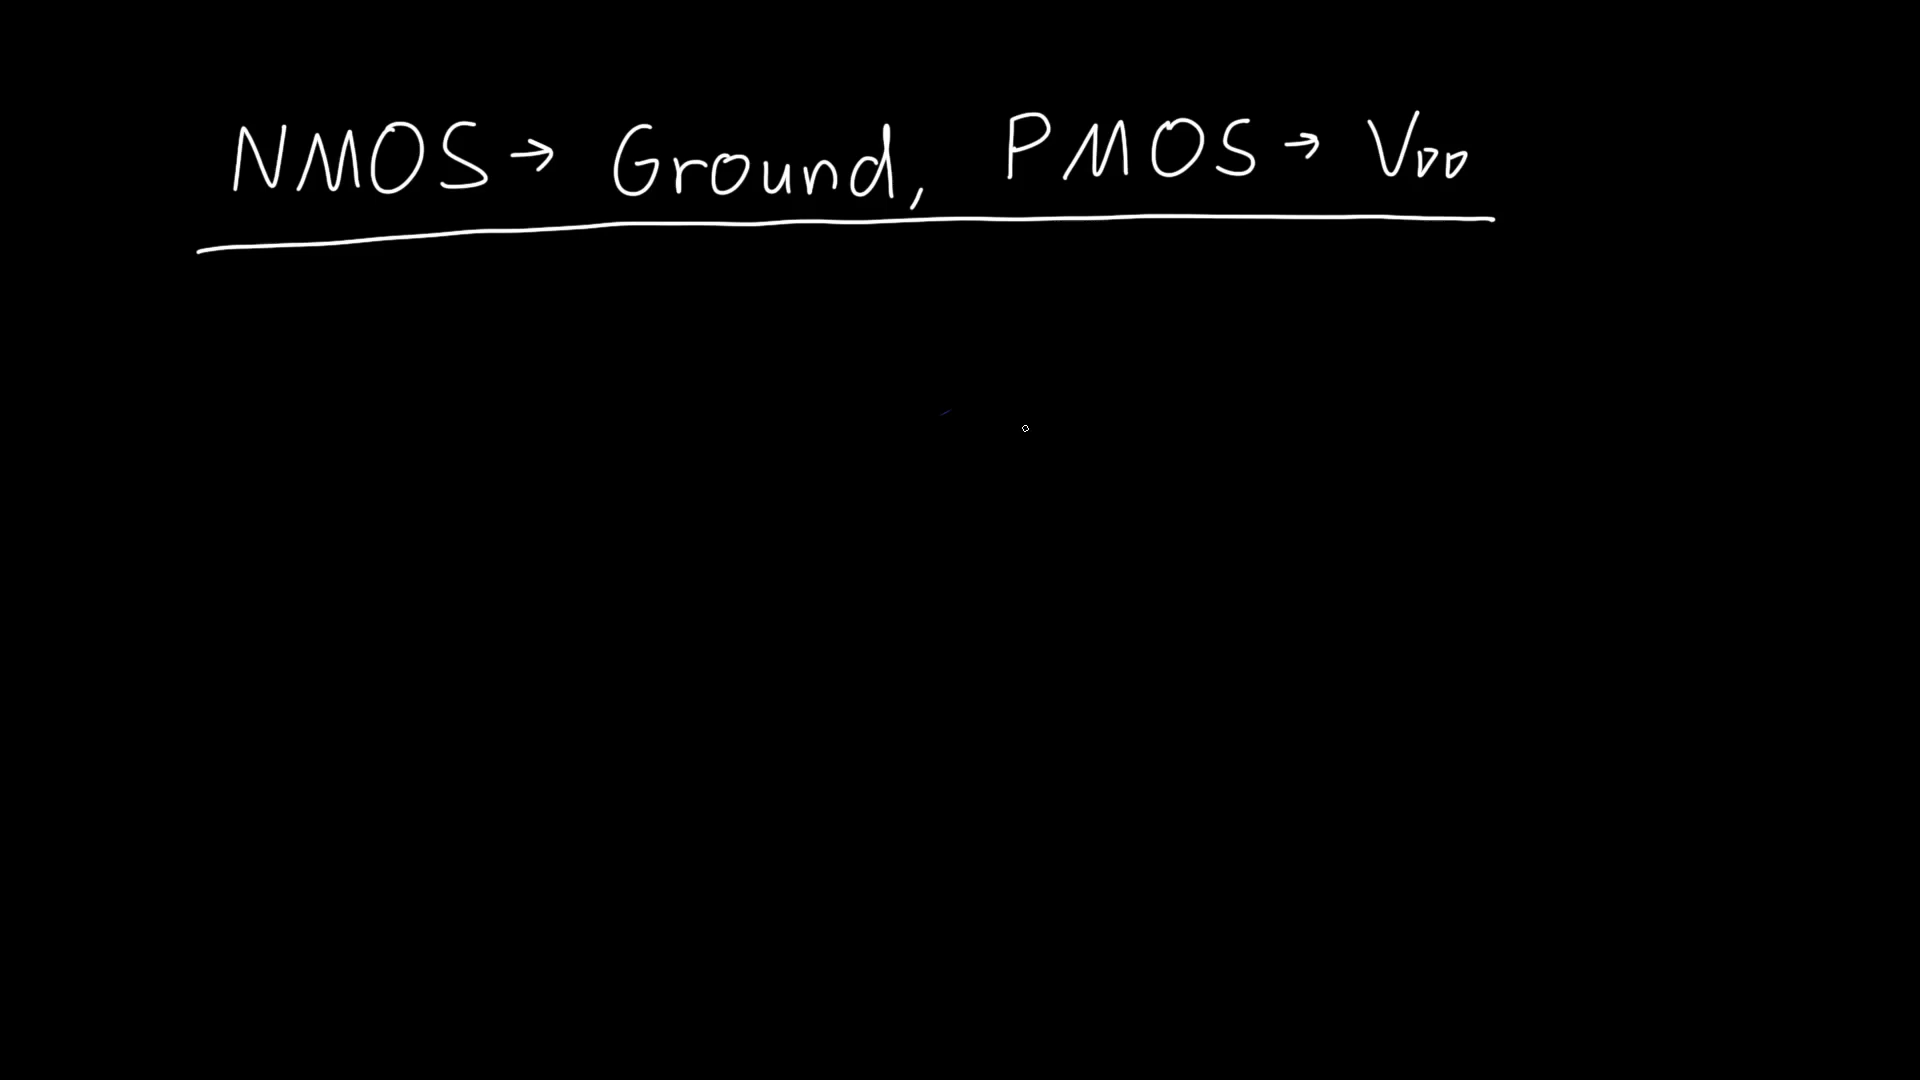 NMOS → Ground, PMOS → VDD